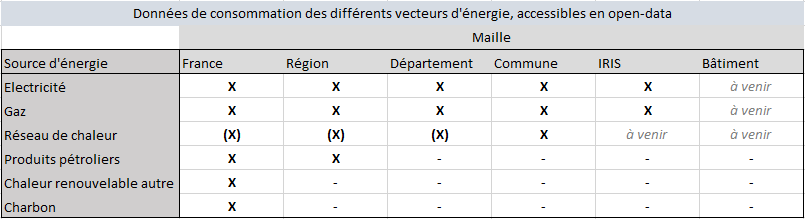 Données de consommation des différents vecteurs d'énergie, accessibles en open-data
Maille
Source d'énergie France Région Département Commune IRIS Bâtiment
Electricité X X X X X à venir
Gaz X X X X X à venir
Réseau de chaleur (X) (X) (X) X à venir à venir
Produits pétroliers X X - - - -
Chaleur renouvelable autre X - - - - -
Charbon X - - - - -